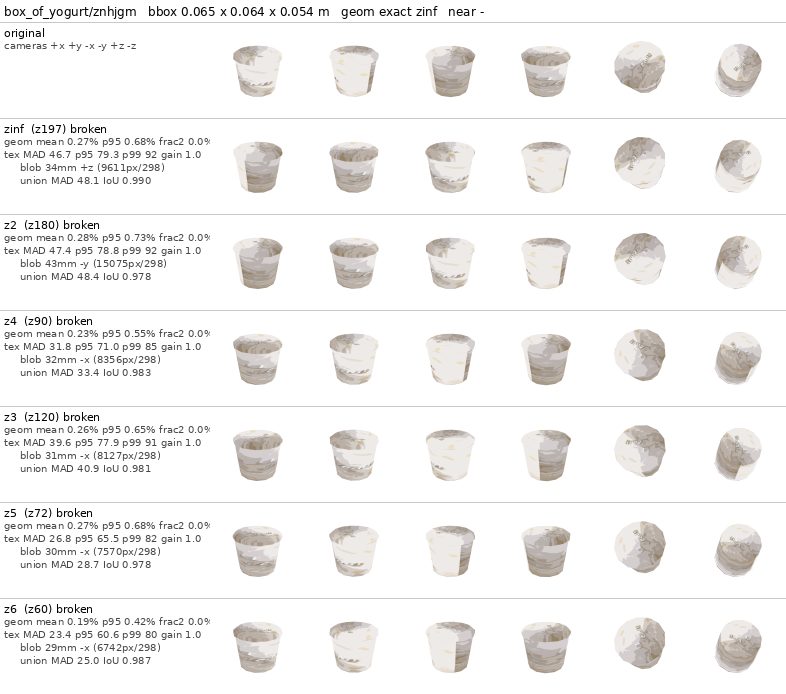 box_of_yogurt/znhjgm bbox 0.065 x 0.064 x 0.054 m geom exact zinf near -
original
cameras +x +y -x -y +z -z
zinf (z197) broken
geom mean 0.27% p95 0.68% frac2 0.0%
tex MAD 46.7 p95 79.3 p99 92 gain 1.0
blob 34mm +z (9611px/298)
union MAD 48.1 IoU 0.990
z2 (z180) broken
geom mean 0.28% p95 0.73% frac2 0.0%
tex MAD 47.4 p95 78.8 p99 92 gain 1.0
blob 43mm -y (15075px/298)
union MAD 48.4 IoU 0.978
z4 (z90) broken
geom mean 0.23% p95 0.55% frac2 0.0%
tex MAD 31.8 p95 71.0 p99 85 gain 1.0
blob 32mm -x (8356px/298)
union MAD 33.4 IoU 0.983
z3 (z120) broken
geom mean 0.26% p95 0.65% frac2 0.0%
tex MAD 39.6 p95 77.9 p99 91 gain 1.0
blob 31mm -x (8127px/298)
union MAD 40.9 IoU 0.981
z5 (z72) broken
geom mean 0.27% p95 0.68% frac2 0.0%
tex MAD 26.8 p95 65.5 p99 82 gain 1.0
blob 30mm -x (7570px/298)
union MAD 28.7 IoU 0.978
z6 (z60) broken
geom mean 0.19% p95 0.42% frac2 0.0%
tex MAD 23.4 p95 60.6 p99 80 gain 1.0
blob 29mm -x (6742px/298)
union MAD 25.0 IoU 0.987